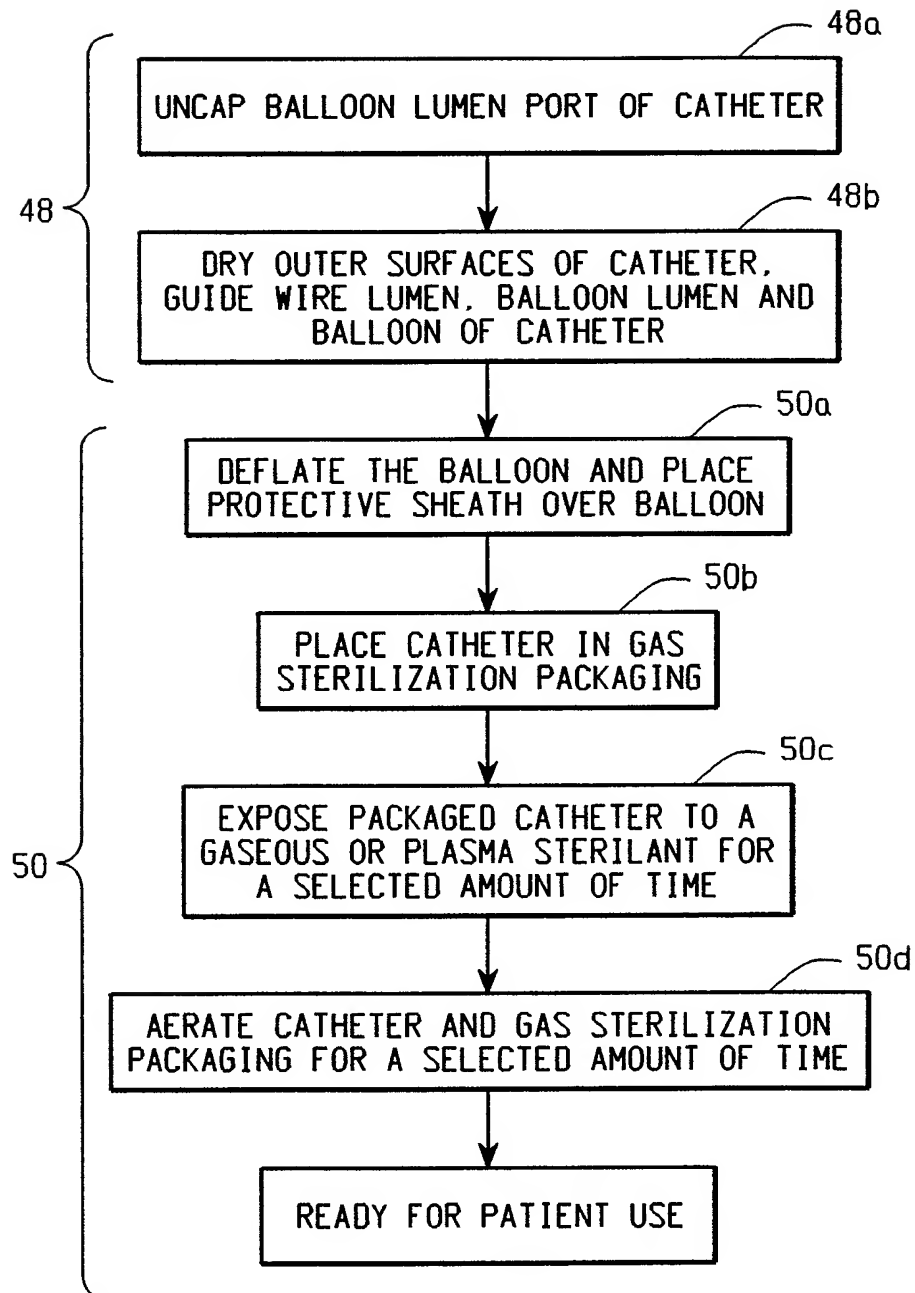 48a
UNCAP BALLOON LUMEN PORT OF CATHETER
48
48b
DRY OUTER SURFACES OF CATHETER,
GUIDE WIRE LUMEN, BALLOON LUMEN AND
BALLOON OF CATHETER
50a
DEFLATE THE BALLOON AND PLACE
PROTECTIVE SHEATH OVER BALLOON
50b
PLACE CATHETER IN GAS
STERILIZATION PACKAGING
50c
EXPOSE PACKAGED CATHETER TO A
GASEOUS OR PLASMA STERILANT FOR
A SELECTED AMOUNT OF TIME
50
50d
AERATE CATHETER AND GAS STERILIZATION
PACKAGING FOR A SELECTED AMOUNT OF TIME
READY FOR PATIENT USE